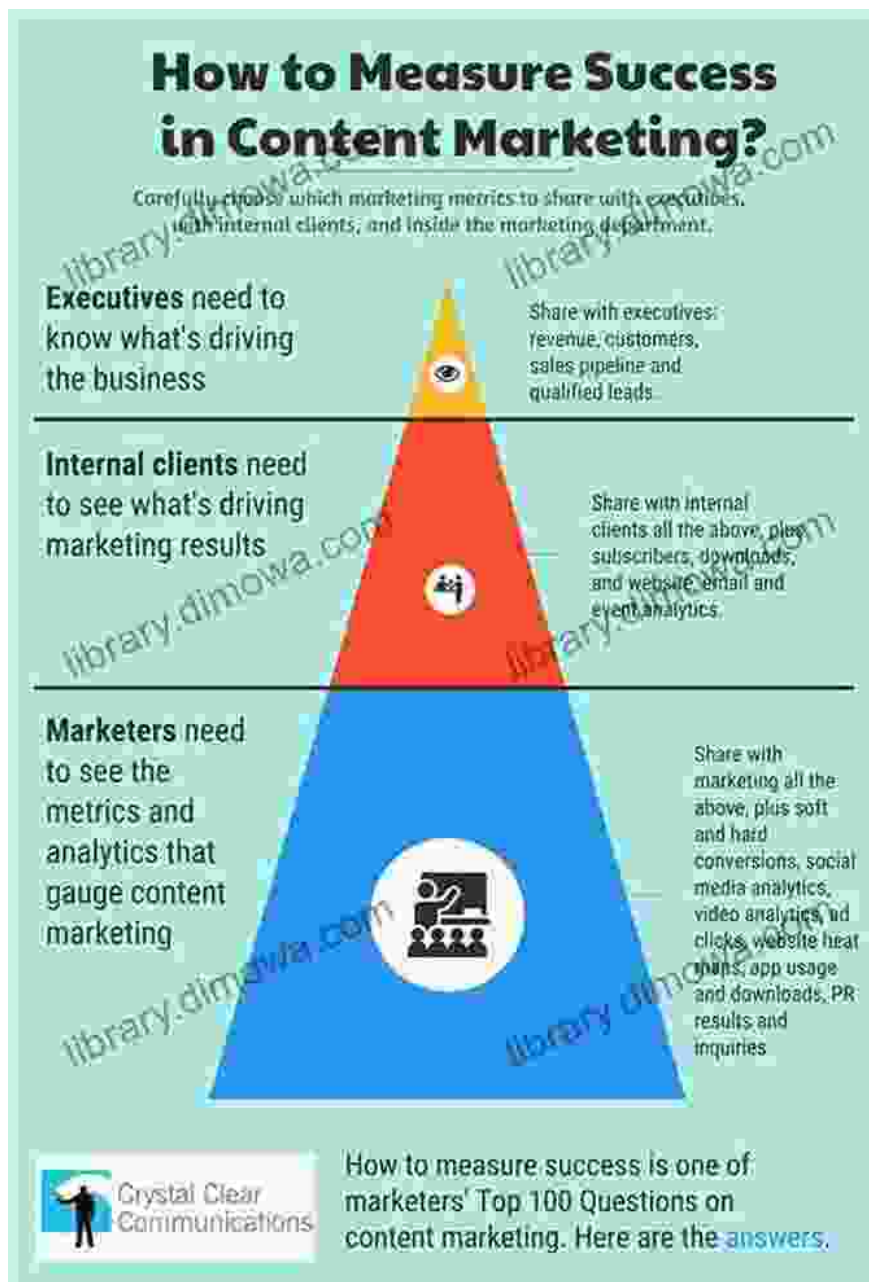 How to Measure Success
in Content Marketing?
Carefully choose which marketing metrics to share with executives,
with internal clients, and inside the marketing department.
Executives need to
know what's driving
the business
Share with executives:
revenue, customers,
sales pipeline and
qualified leads.
Internal clients need
to see what's driving
marketing results
Share with internal
clients all the above, plus
subscribers, downloads,
and website, email and
event analytics.
Marketers need
to see the
metrics and
analytics that
gauge content
marketing
Share with
marketing all the
above, plus soft
and hard
conversions, social
media analytics,
video analytics, ad
clicks, website heat
maps, app usage
and downloads, PR
results and
inquiries
Crystal Clear
Communications
How to measure success is one of
marketers' Top 100 Questions on
content marketing. Here are the answers.
library.dimowa.com
library.dimowa.com
library.dimowa.com
library.dimowa.com
library.dimowa.com
library.dimowa.com